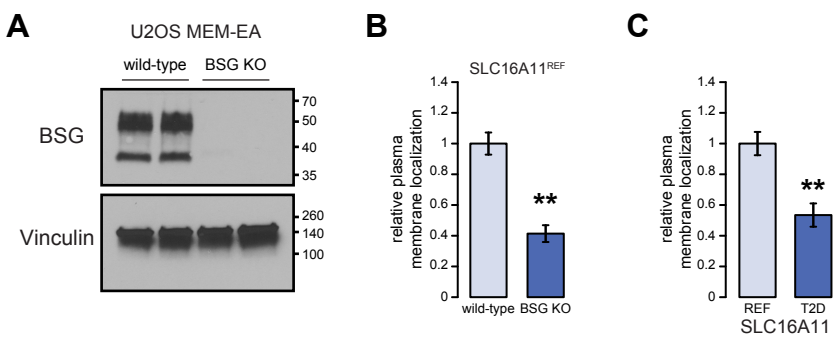 A
U2OS MEM-EA
wild-type BSG KO
BSG
70
50
40
35
Vinculin
260
140
100
B
SLC16A11REF
relative plasma
membrane localization
1.4
1.2
1
0.8
0.6
0.4
0.2
0
**
wild-type BSG KO
C
relative plasma
membrane localization
1.4
1.2
1
0.8
0.6
0.4
0.2
0
**
REF T2D
SLC16A11